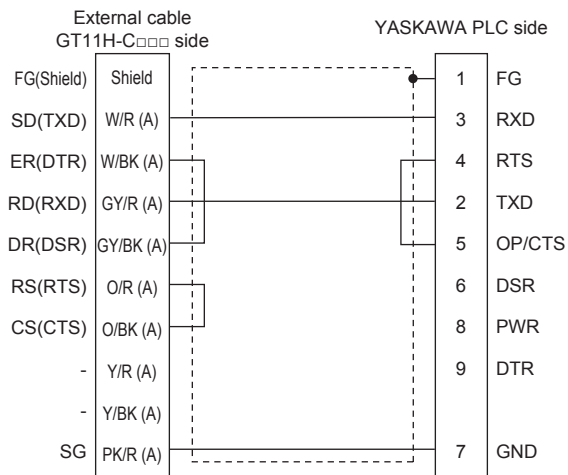 External cable
GT11H-C□□□ side
YASKAWA PLC side
FG(Shield) Shield 1 FG
SD(TXD) W/R (A) 3 RXD
ER(DTR) W/BK (A) 4 RTS
RD(RXD) GY/R (A) 2 TXD
DR(DSR) GY/BK (A) 5 OP/CTS
RS(RTS) O/R (A) 6 DSR
CS(CTS) O/BK (A) 8 PWR
- Y/R (A) 9 DTR
- Y/BK (A)
SG PK/R (A) 7 GND